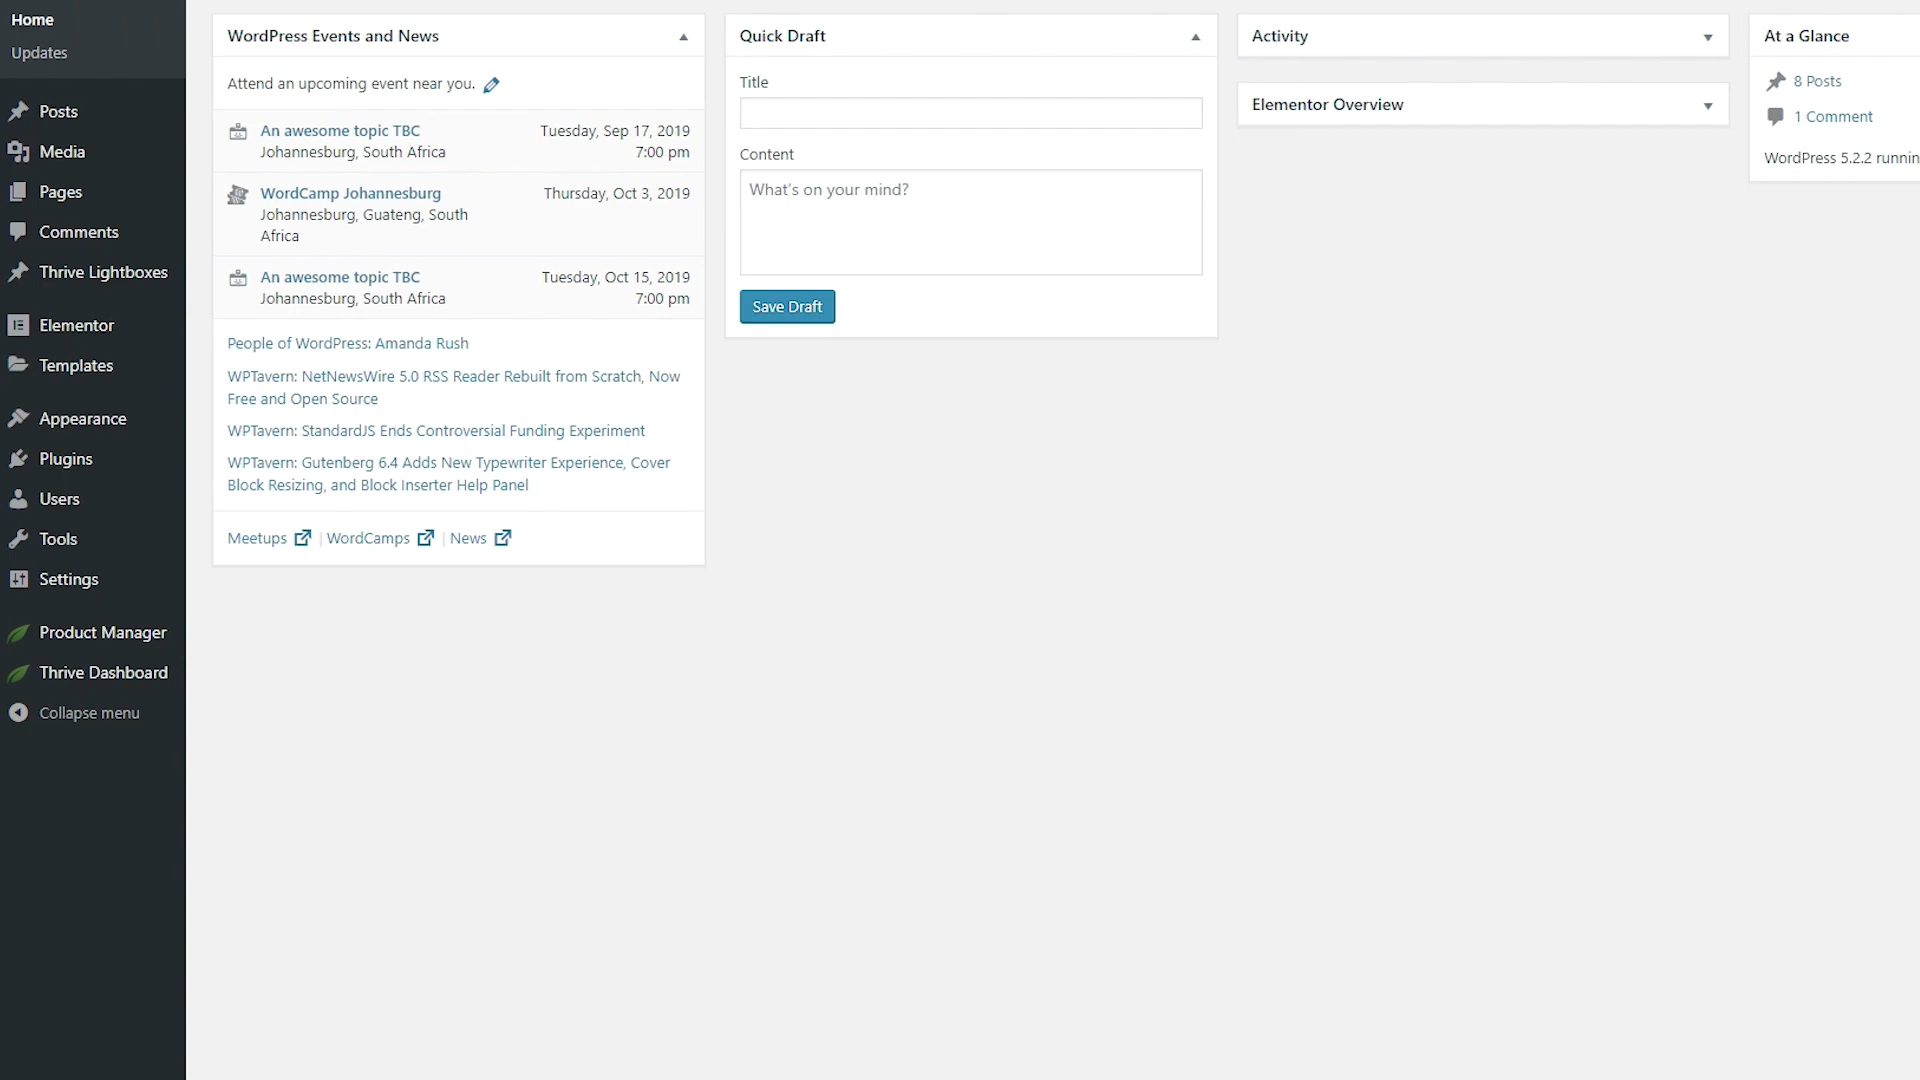 Home
Updates
Posts
Media
Pages
Comments
Thrive Lightboxes
Elementor
Templates
Appearance
Plugins
Users
Tools
Settings
Product Manager
Thrive Dashboard
Collapse menu
WordPress Events and News
Attend an upcoming event near you.
An awesome topic TBC
Johannesburg, South Africa
Tuesday, Sep 17, 2019
7:00 pm
WordCamp Johannesburg
Johannesburg, Guateng, South
Africa
Thursday, Oct 3, 2019
An awesome topic TBC
Johannesburg, South Africa
Tuesday, Oct 15, 2019
7:00 pm
People of WordPress: Amanda Rush
WPTavern: NetNewsWire 5.0 RSS Reader Rebuilt from Scratch, Now
Free and Open Source
WPTavern: StandardJS Ends Controversial Funding Experiment
WPTavern: Gutenberg 6.4 Adds New Typewriter Experience, Cover
Block Resizing, and Block Inserter Help Panel
Meetups | WordCamps | News
Quick Draft
Title
Content
What's on your mind?
Save Draft
Activity
Elementor Overview
At a Glance
8 Posts
1 Comment
WordPress 5.2.2 runnin